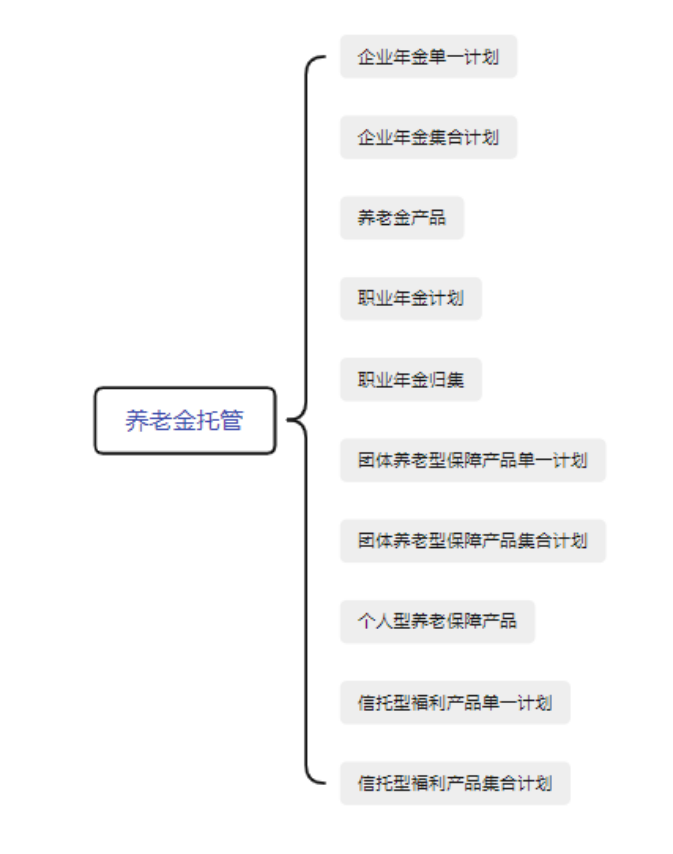 养老金托管
企业年金单一计划
企业年金集合计划
养老金产品
职业年金计划
职业年金归集
团体养老型保障产品单一计划
团体养老型保障产品集合计划
个人型养老保障产品
信托型福利产品单一计划
信托型福利产品集合计划